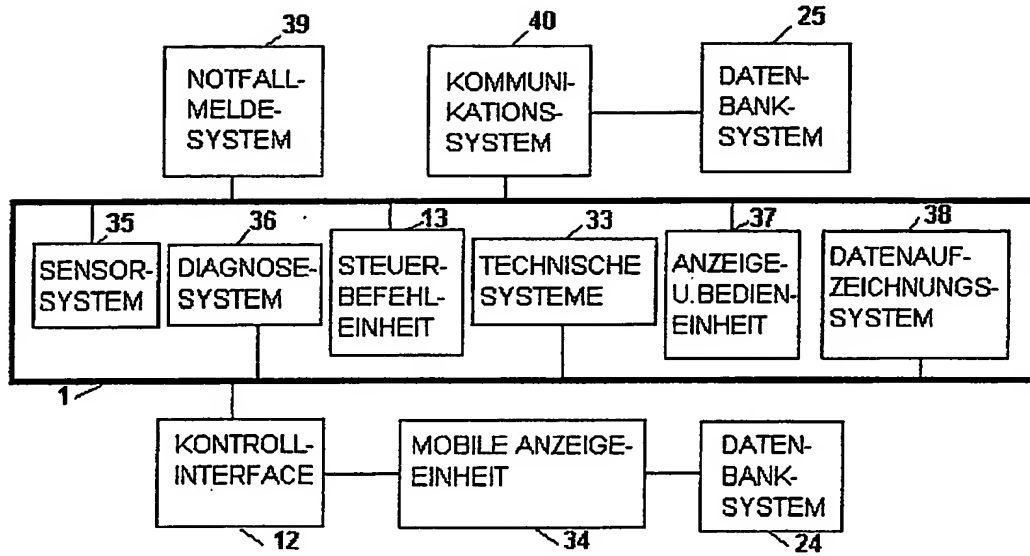 39
40
25
NOTFALL-
MELDE-
SYSTEM
KOMMUNI-
KATIONS-
SYSTEM
DATEN-
BANK-
SYSTEM
35
36
13
33
37
38
SENSOR-
SYSTEM
DIAGNOSE-
SYSTEM
STEUER-
BEFEHL-
EINHEIT
TECHNISCHE
SYSTEME
ANZEIGE-
U.BEDIEN-
EINHEIT
DATENAUF-
ZEICHNUNGS-
SYSTEM
1
KONTROLL-
INTERFACE
MOBILE ANZEIGE-
EINHEIT
DATEN-
BANK-
SYSTEM
12
34
24